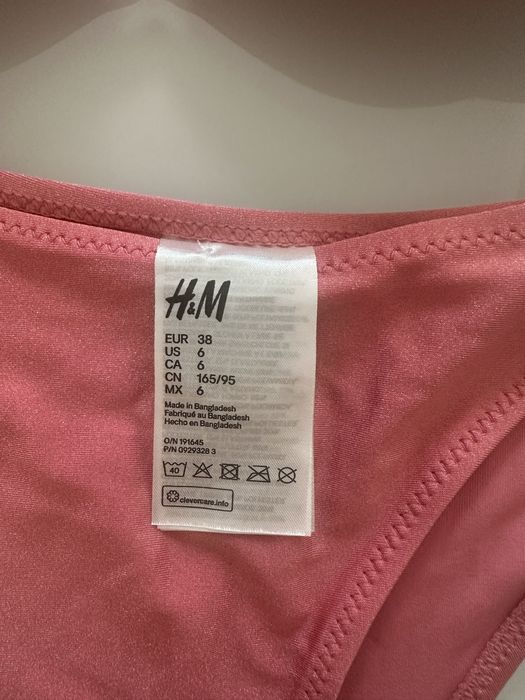 H&M
EUR 38
US 6
CA 6
CN 165/95
MX 6
Made in Bangladesh
Fabriqué au Bangladesh
Hecho en Bangladesh
O/N 191645
P/N 0929328 3
40
clevercare.info